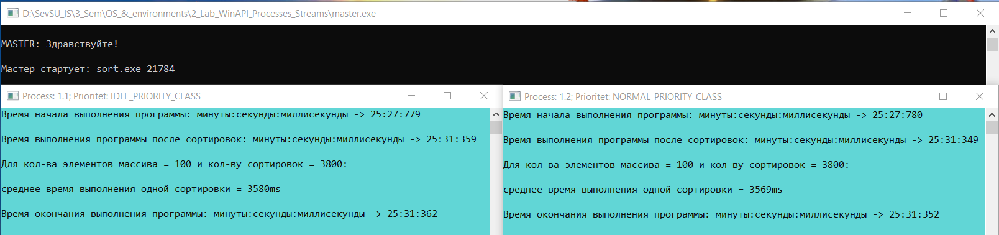 D:\SevSU_IS\3_Sem\OS_&_environments\2_Lab_WinAPI_Processes_Streams\master.exe
MASTER: Здравствуйте!
Мастер стартует: sort.exe 21784
Process: 1.1; Prioritet: IDLE_PRIORITY_CLASS
Время начала выполнения программы: минуты:секунды:миллисекунды -> 25:27:779
Время выполнения программы после сортировок: минуты:секунды:миллисекунды -> 25:31:359
Для кол-ва элементов массива = 100 и кол-ву сортировок = 3800:
среднее время выполнения одной сортировки = 3580ms
Время окончания выполнения программы: минуты:секунды:миллисекунды -> 25:31:362
Process: 1.2; Prioritet: NORMAL_PRIORITY_CLASS
Время начала выполнения программы: минуты:секунды:миллисекунды -> 25:27:780
Время выполнения программы после сортировок: минуты:секунды:миллисекунды -> 25:31:349
Для кол-ва элементов массива = 100 и кол-ву сортировок = 3800:
среднее время выполнения одной сортировки = 3569ms
Время окончания выполнения программы: минуты:секунды:миллисекунды -> 25:31:352